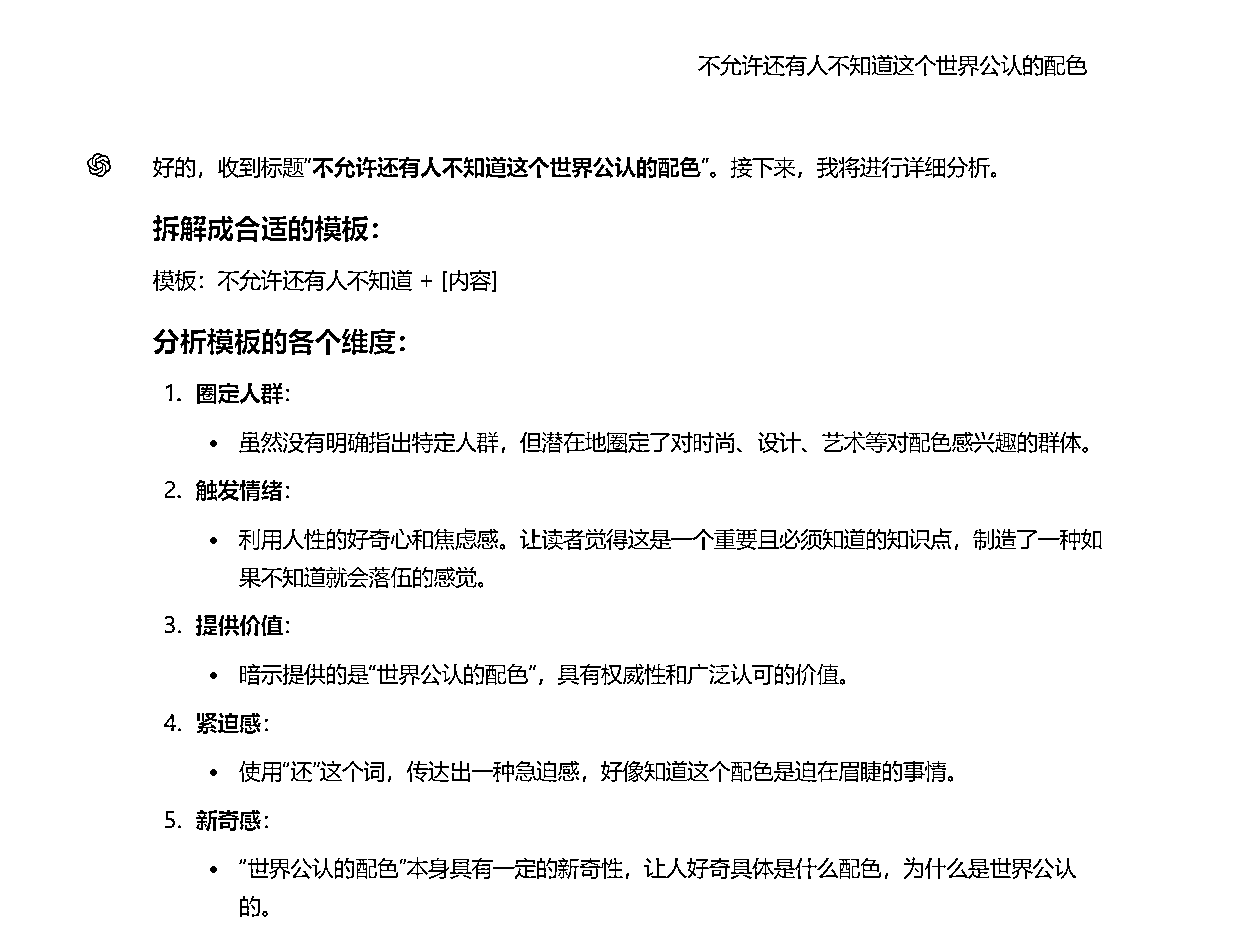 不允许还有人不知道这个世界公认的配色
好的，收到标题"不允许还有人不知道这个世界公认的配色"。接下来，我将进行详细分析。
拆解成合适的模板：
模板：不允许还有人不知道 + [内容]
分析模板的各个维度：
1. 圈定人群：
• 虽然没有明确指出特定人群，但潜在地圈定了对时尚、设计、艺术等对配色感兴趣的群体。
2. 触发情绪：
• 利用人性的好奇心和焦虑感。让读者觉得这是一个重要且必须知道的知识点，制造了一种如
果不知道就会落伍的感觉。
3. 提供价值：
• 暗示提供的是"世界公认的配色"，具有权威性和广泛认可的价值。
4. 紧迫感：
• 使用"还"这个词，传达出一种急迫感，好像知道这个配色是迫在眉睫的事情。
5. 新奇感：
• "世界公认的配色"本身具有一定的新奇性，让人好奇具体是什么配色，为什么是世界公认
的。